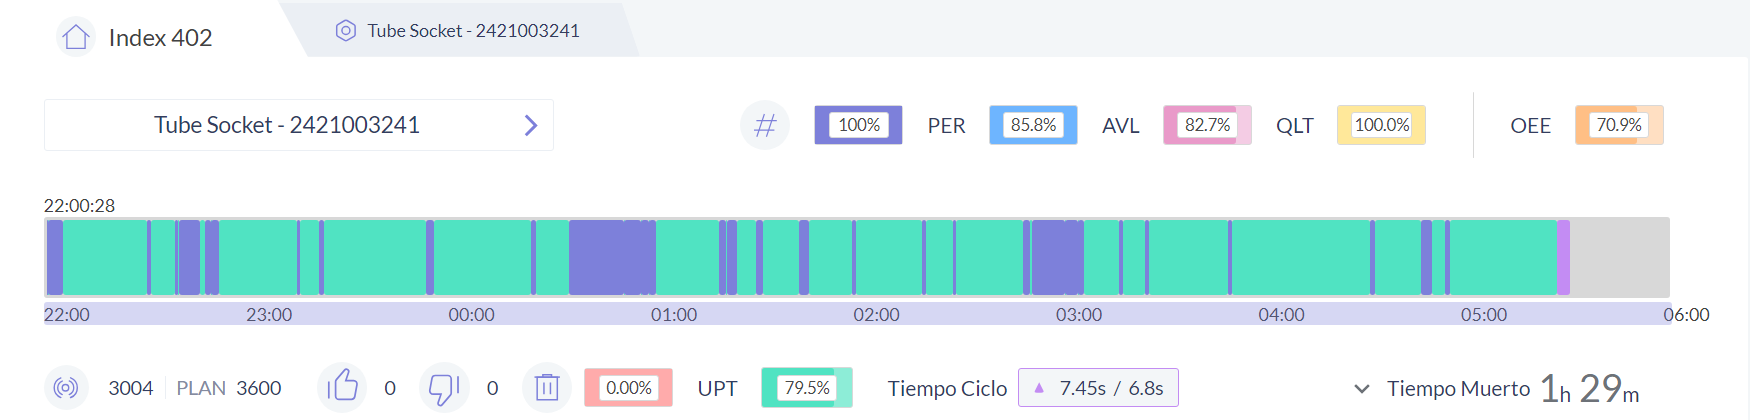 Index 402
Tube Socket - 2421003241
Tube Socket - 2421003241
# 100% PER 85.8% AVL 82.7% QLT 100.0% OEE 70.9%
22:00:28
22:00 23:00 00:00 01:00 02:00 03:00 04:00 05:00 06:00
3004 PLAN 3600 0 0 0.00% UPT 79.5% Tiempo Ciclo ▲ 7.45s / 6.8s Tiempo Muerto 1h 29m